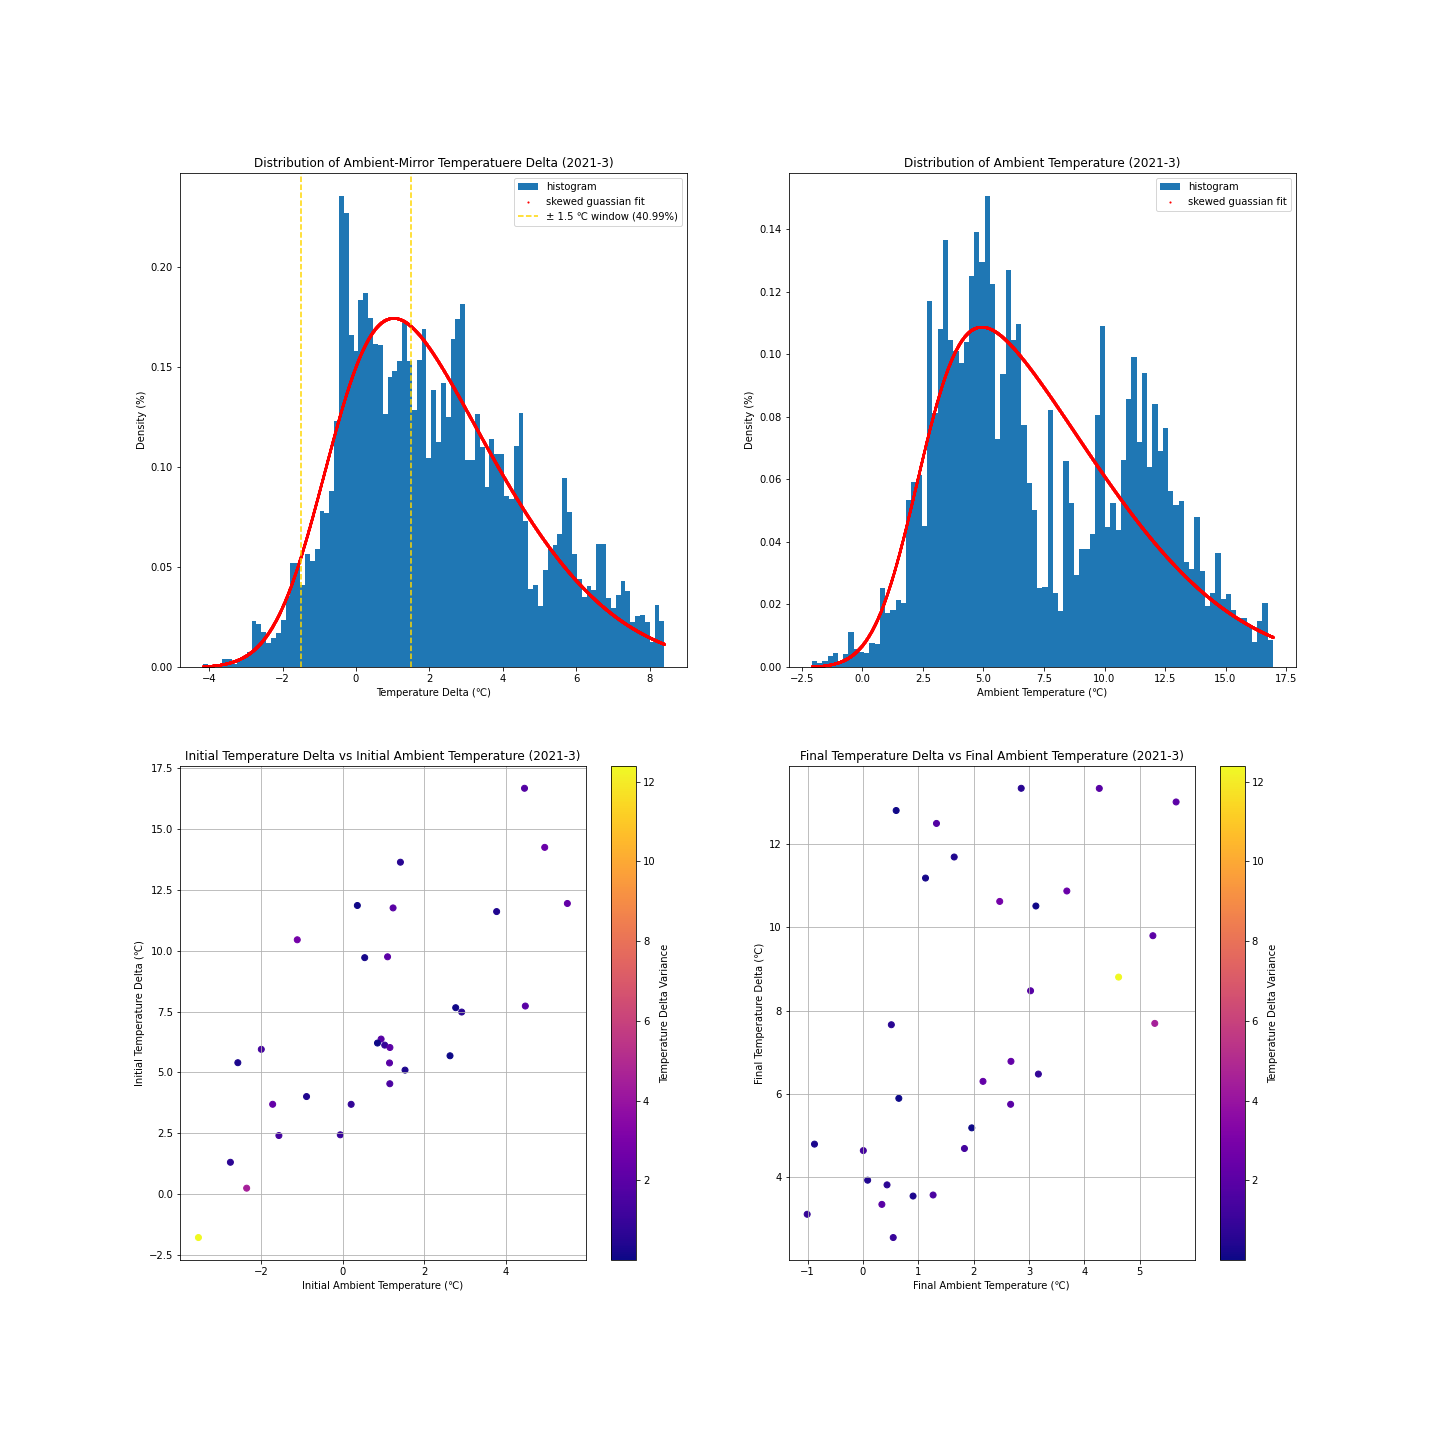 Distribution of Ambient-Mirror Temperatuere Delta (2021-3)
histogram
skewed guassian fit
± 1.5 ℃ window (40.99%)
Density (%)
0.20
0.15
0.10
0.05
0.00
−4 −2 0 2 4 6 8
Temperature Delta (℃)
Distribution of Ambient Temperature (2021-3)
histogram
skewed guassian fit
Density (%)
0.14
0.12
0.10
0.08
0.06
0.04
0.02
0.00
−2.5 0.0 2.5 5.0 7.5 10.0 12.5 15.0 17.5
Ambient Temperature (℃)
Initial Temperature Delta vs Initial Ambient Temperature (2021-3)
Initial Temperature Delta (℃)
17.5
15.0
12.5
10.0
7.5
5.0
2.5
0.0
−2.5
−2 0 2 4
Initial Ambient Temperature (℃)
12
10
8
6
4
2
Temperature Delta Variance
Final Temperature Delta vs Final Ambient Temperature (2021-3)
Final Temperature Delta (℃)
12
10
8
6
4
−1 0 1 2 3 4 5
Final Ambient Temperature (℃)
12
10
8
6
4
2
Temperature Delta Variance